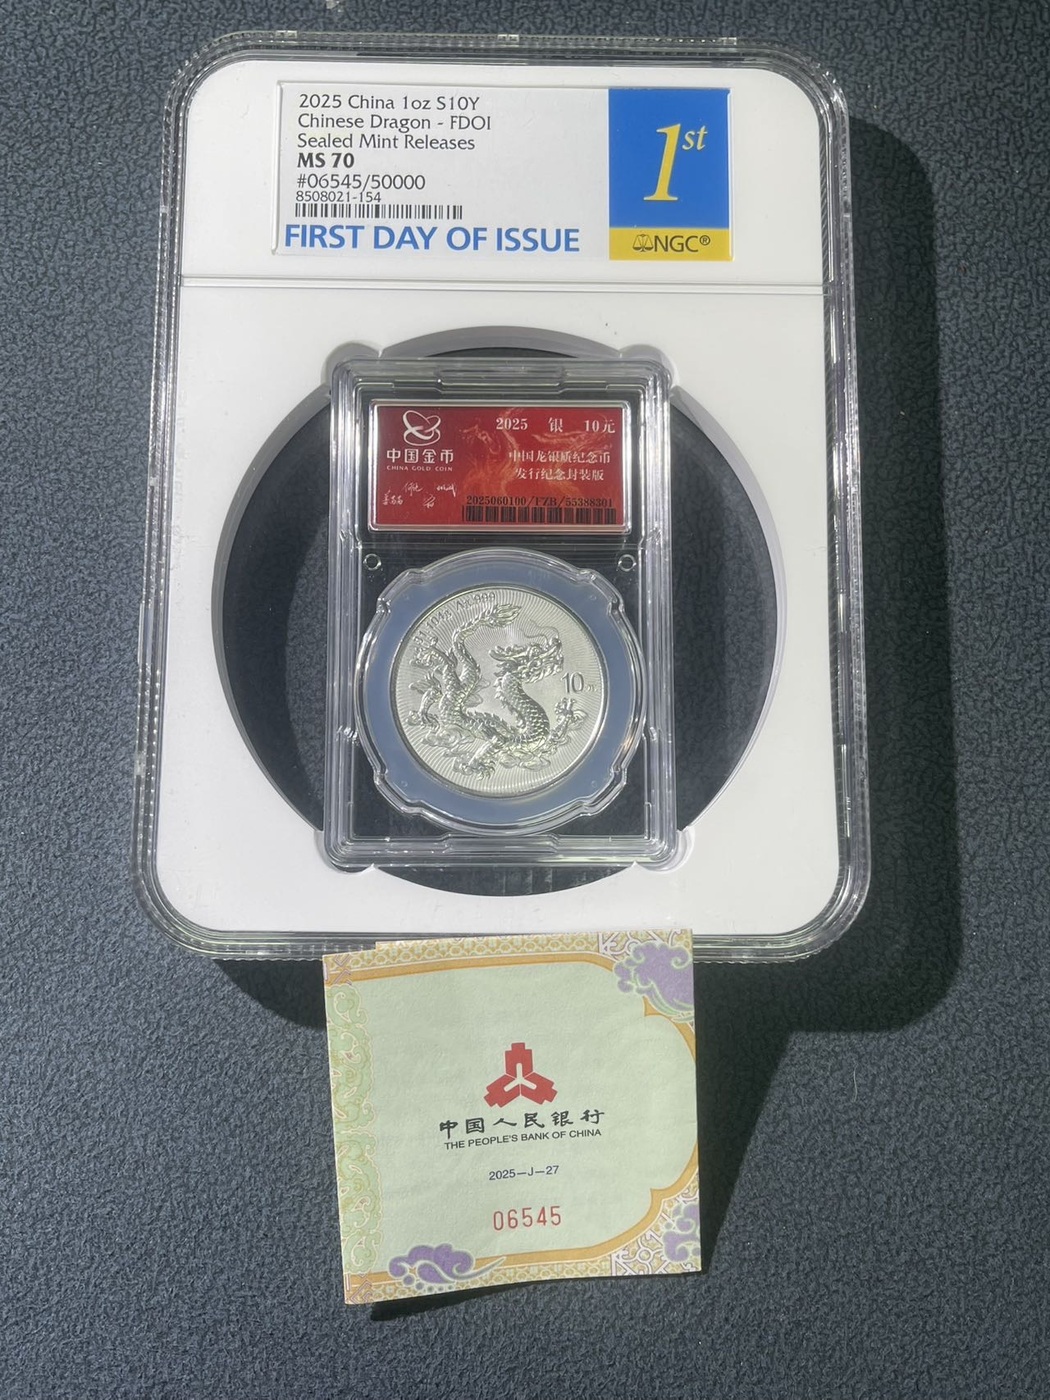 2025 China 1oz S10Y
Chinese Dragon - FDOI
Sealed Mint Releases
MS 70
#06545/50000
8508021-154
FIRST DAY OF ISSUE
1st
NGC®
2025 银 10元
中国金币
CHINA GOLD COIN
中国龙银质纪念币
发行纪念封装版
2025060100/FZB/55388301
10元
中国人民银行
THE PEOPLE'S BANK OF CHINA
2025-J-27
06545